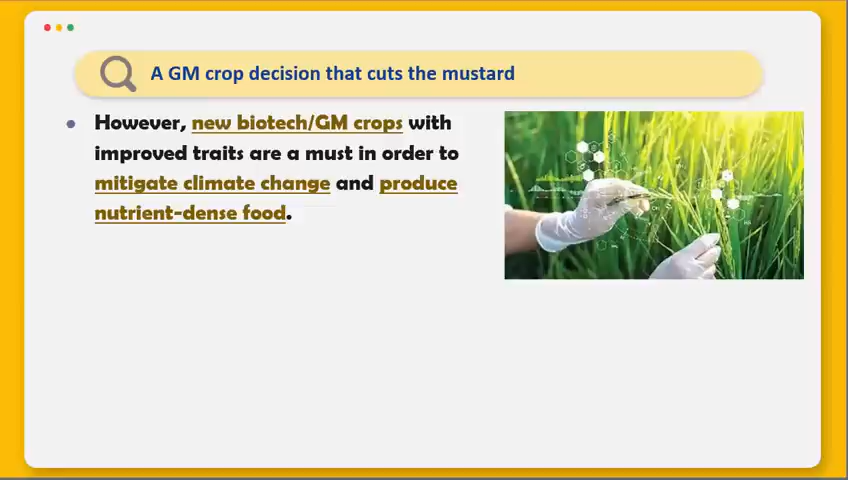 A GM crop decision that cuts the mustard
However, new biotech/GM crops with
improved traits are a must in order to
mitigate climate change and produce
nutrient-dense food.